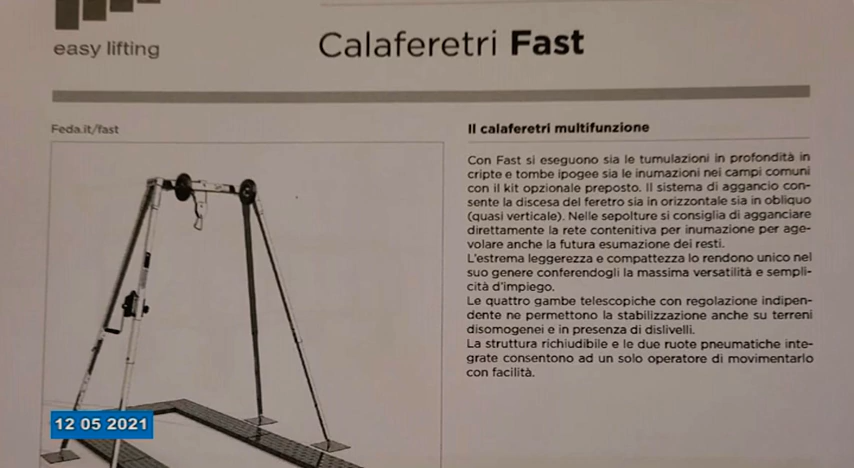 easy lifting
Calaferetri Fast
Feda.it/fast
Il calaferetri multifunzione
Con Fast si eseguono sia le tumulazioni in profondità in
cripte e tombe ipogee sia le inumazioni nei campi comuni
con il kit opzionale preposto. Il sistema di aggancio con-
sente la discesa del feretro sia in orizzontale sia in obliquo
(quasi verticale). Nelle sepolture si consiglia di agganciare
direttamente la rete contenitiva per inumazione per age-
volare anche la futura esumazione dei resti.
L'estrema leggerezza e compattezza lo rendono unico nel
suo genere conferendogli la massima versatilità e sempli-
cità d'impiego.
Le quattro gambe telescopiche con regolazione indipen-
dente ne permettono la stabilizzazione anche su terreni
disomogenei e in presenza di dislivelli.
La struttura richiudibile e le due ruote pneumatiche inte-
grate consentono ad un solo operatore di movimentarlo
con facilità.
12 05 2021